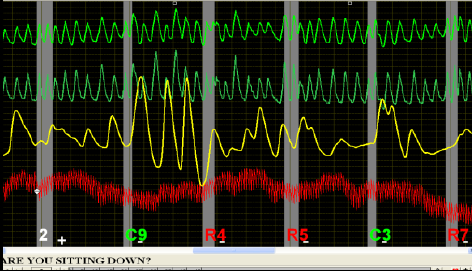 2 C9 R4 R5 C3 R7
+ - - - -
ARE YOU SITTING DOWN?